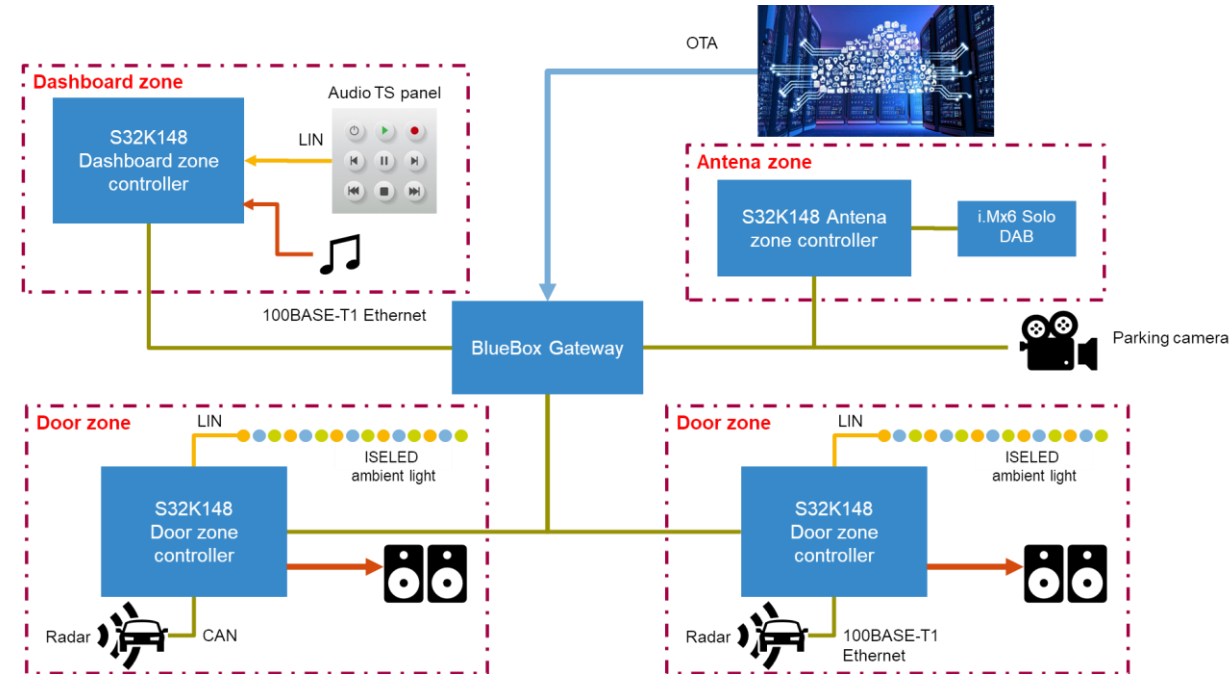 OTA
Dashboard zone
Audio TS panel
S32K148
Dashboard zone
controller
LIN
Antena zone
S32K148 Antena
zone controller
i.Mx6 Solo
DAB
100BASE-T1 Ethernet
BlueBox Gateway
Parking camera
Door zone
LIN
ISELED
ambient light
S32K148
Door zone
controller
Radar
CAN
Door zone
LIN
ISELED
ambient light
S32K148
Door zone
controller
Radar
100BASE-T1
Ethernet